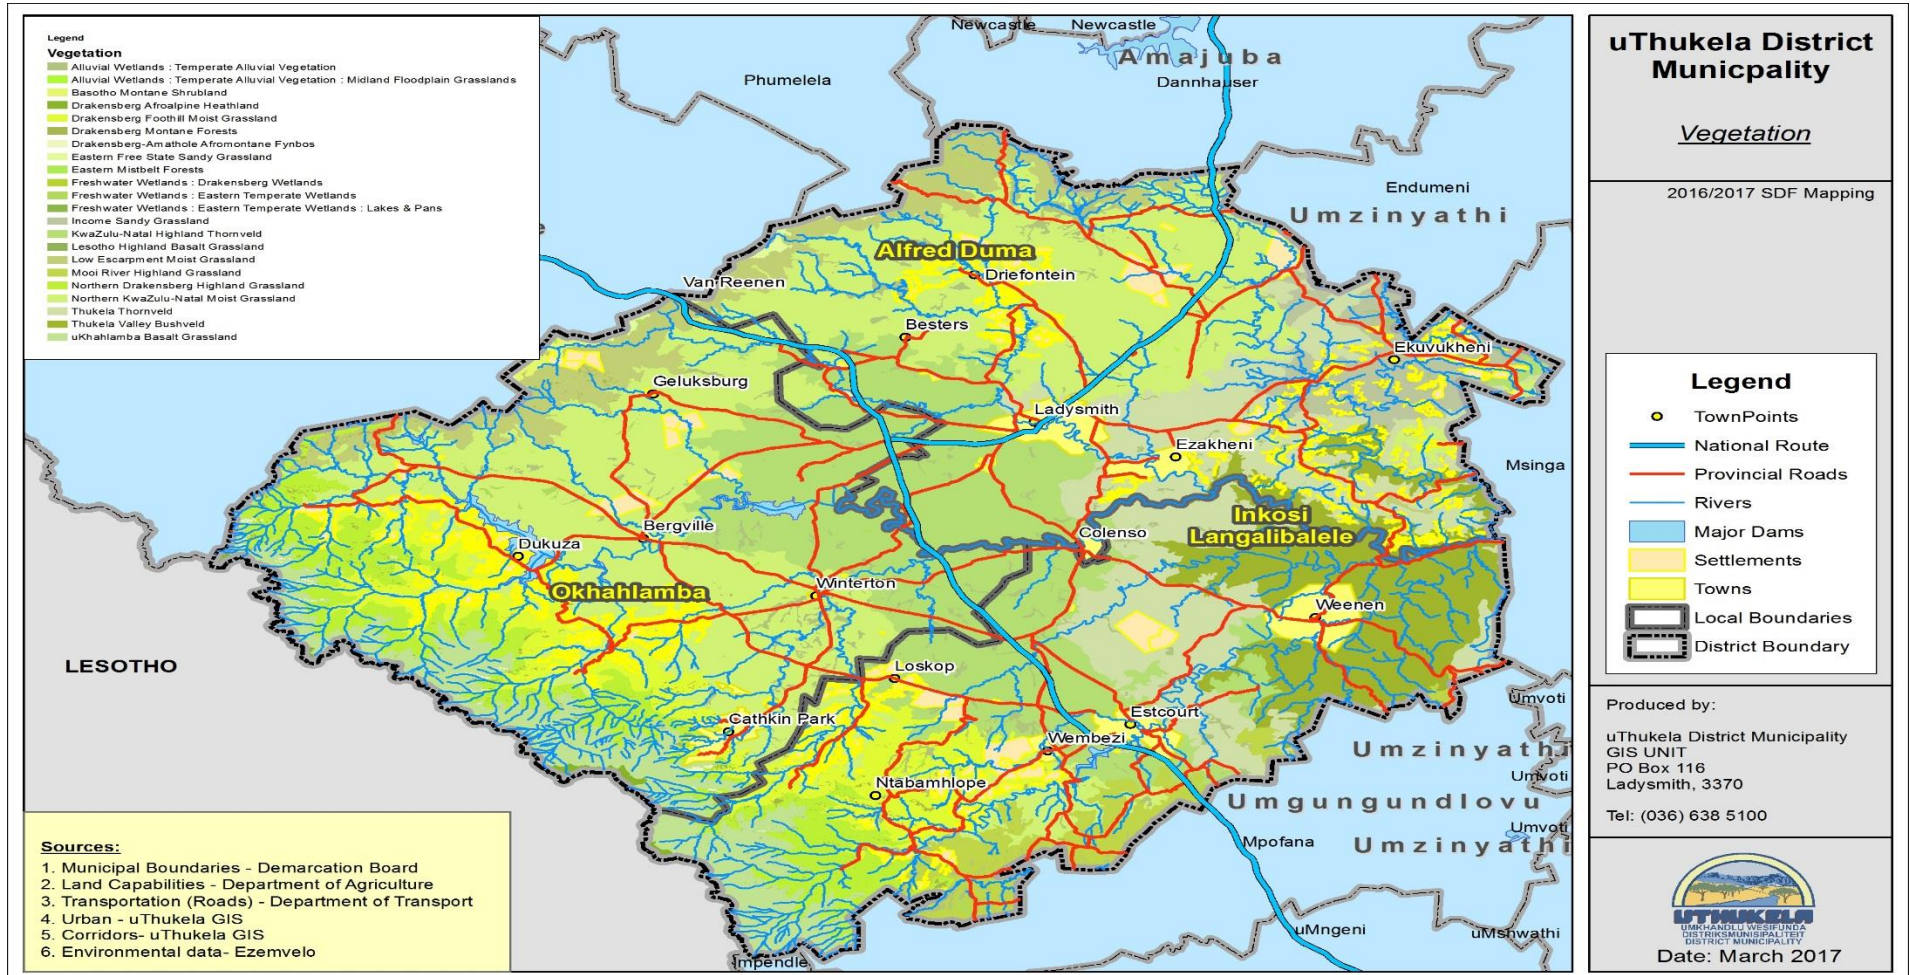 Legend
Vegetation
Alluvial Wetlands : Temperate Alluvial Vegetation
Alluvial Wetlands : Temperate Alluvial Vegetation : Midland Floodplain Grasslands
Basotho Montane Shrubland
Drakensberg Afroalpine Heathland
Drakensberg Foothill Moist Grassland
Drakensberg Montane Forests
Drakensberg-Amathole Afromontane Fynbos
Eastern Free State Sandy Grassland
Eastern Mistbelt Forests
Freshwater Wetlands : Drakensberg Wetlands
Freshwater Wetlands : Eastern Temperate Wetlands
Freshwater Wetlands : Eastern Temperate Wetlands : Lakes & Pans
Income Sandy Grassland
KwaZulu-Natal Highland Thornveld
Lesotho Highland Basalt Grassland
Low Escarpment Moist Grassland
Mooi River Highland Grassland
Northern Drakensberg Highland Grassland
Northern KwaZulu-Natal Moist Grassland
Thukela Thornveld
Thukela Valley Bushveld
uKhahlamba Basalt Grassland
Newcastle
Newcastle
Amajuba
Phumelela
Dannhauser
Endumeni
Umzinyathi
Alfred Duma
Driefontein
Van Reenen
Besters
Ekuvukheni
Geluksburg
Ladysmith
Ezakheni
Msinga
Inkosi
Langalibalele
Bergville
Colenso
Dukuza
Okhahlamba
Winterton
Weenen
LESOTHO
Loskop
Umvoti
Cathkin Park
Estcourt
Wembezi
Umzinyathi
Umvoti
Ntabamhlope
Umgungundlovu
Umvoti
Mpofana
Umzinyathi
uMngeni
uMshwathi
Impendle
Sources:
1. Municipal Boundaries - Demarcation Board
2. Land Capabilities - Department of Agriculture
3. Transportation (Roads) - Department of Transport
4. Urban - uThukela GIS
5. Corridors- uThukela GIS
6. Environmental data- Ezemvelo
uThukela District
Municpality
Vegetation
2016/2017 SDF Mapping
Legend
TownPoints
National Route
Provincial Roads
Rivers
Major Dams
Settlements
Towns
Local Boundaries
District Boundary
Produced by:
uThukela District Municipality
GIS UNIT
PO Box 116
Ladysmith, 3370
Tel: (036) 638 5100
UTHUKELA
UMKHANDLU WESIFUNDA
DISTRIKSMUNISIPALITEIT
DISTRICT MUNICIPALITY
Date: March 2017